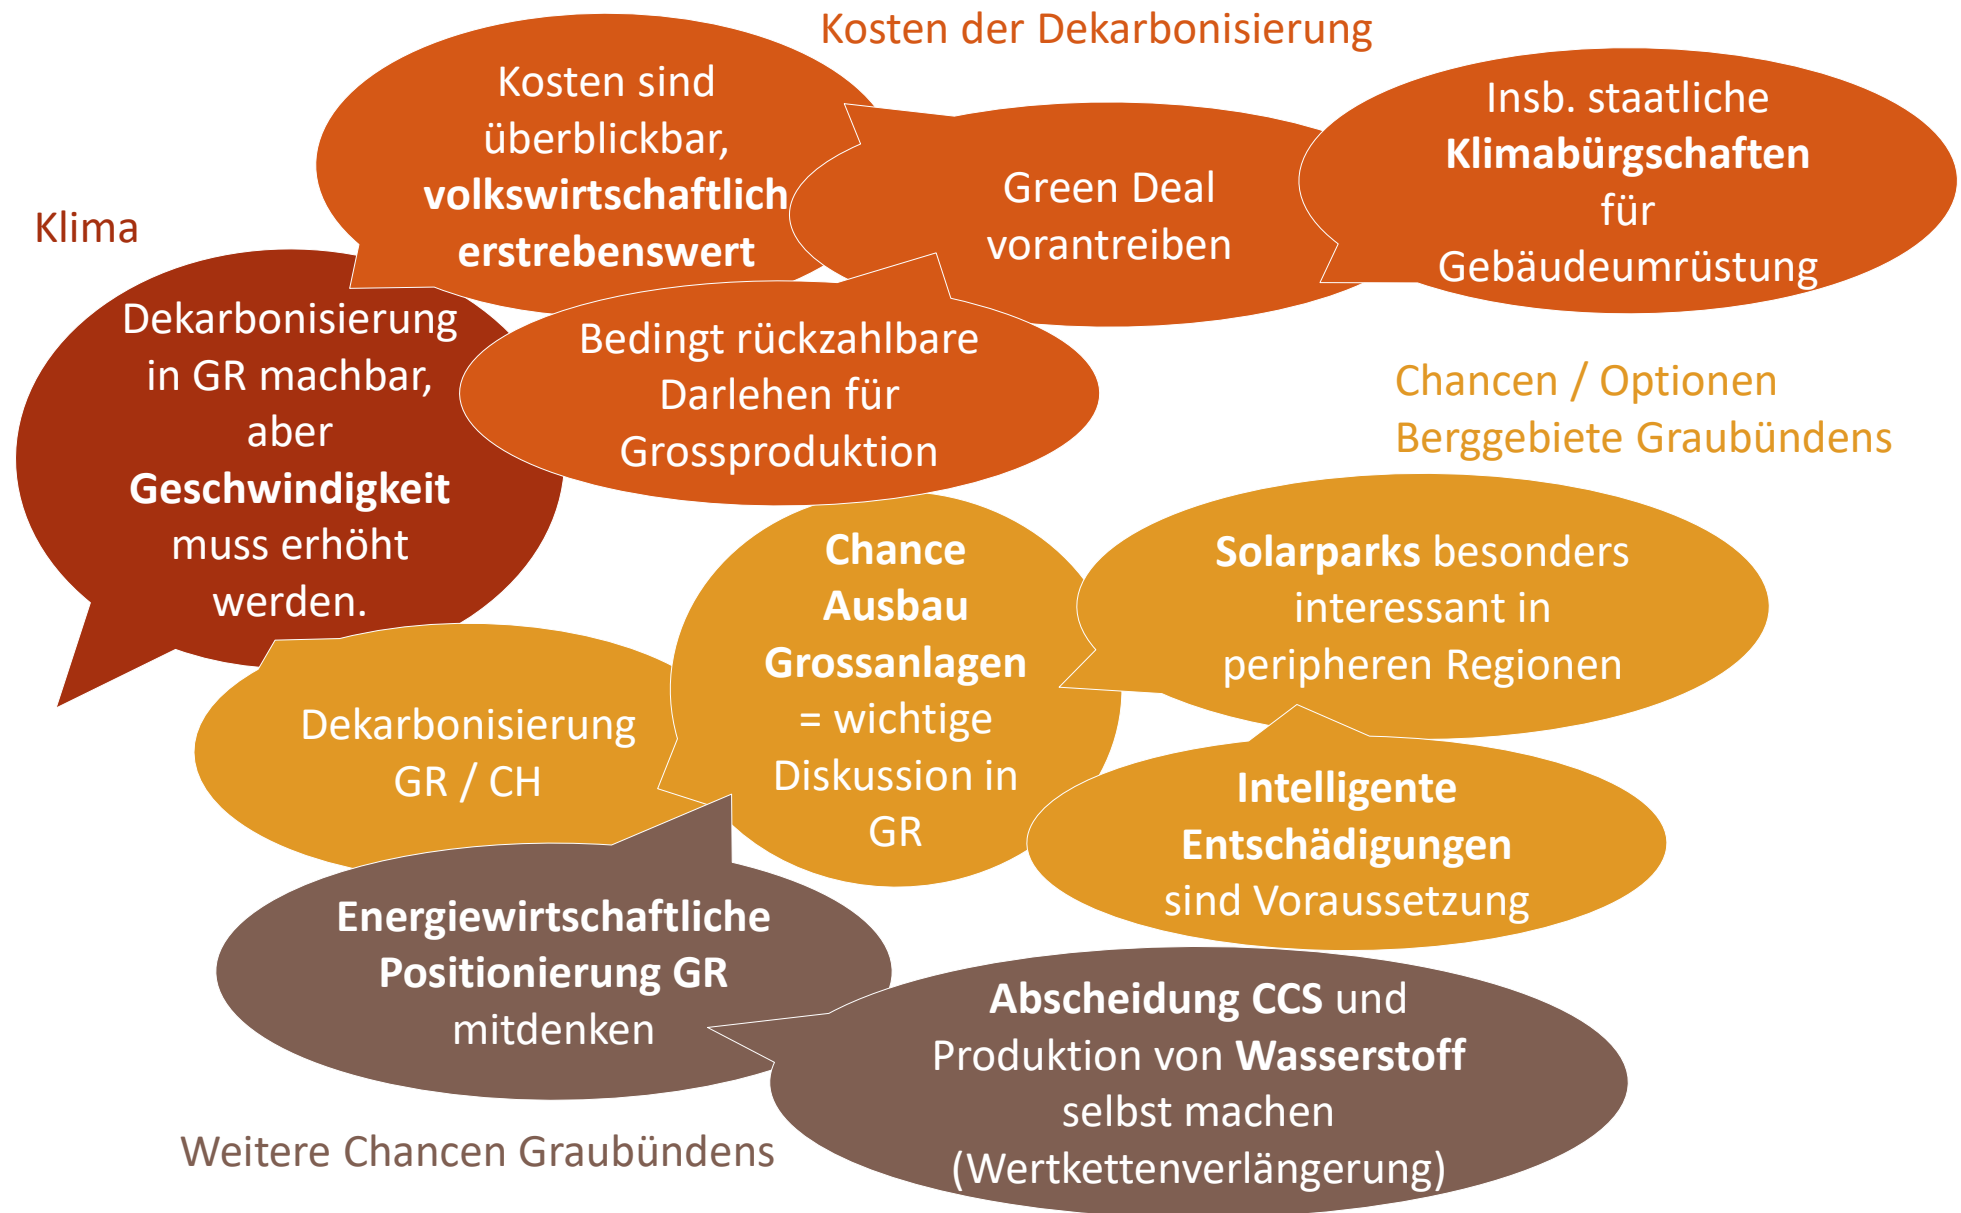 Kosten der Dekarbonisierung
Kosten sind
überblickbar,
volkswirtschaftlich
erstrebenswert
Green Deal
vorantreiben
Insb. staatliche
Klimabürgschaften
für
Gebäudeumrüstung
Klima
Dekarbonisierung
in GR machbar,
aber
Geschwindigkeit
muss erhöht
werden.
Bedingt rückzahlbare
Darlehen für
Grossproduktion
Chancen / Optionen
Berggebiete Graubündens
Chance
Ausbau
Grossanlagen
= wichtige
Diskussion in
GR
Solarparks besonders
interessant in
peripheren Regionen
Dekarbonisierung
GR / CH
Intelligente
Entschädigungen
sind Voraussetzung
Energiewirtschaftliche
Positionierung GR
mitdenken
Abscheidung CCS und
Produktion von Wasserstoff
selbst machen
(Wertkettenverlängerung)
Weitere Chancen Graubündens